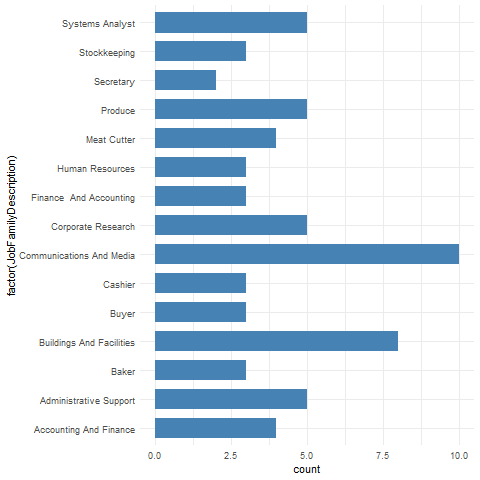 Systems Analyst
Stockkeeping
Secretary
Produce
Meat Cutter
Human Resources
Finance  And Accounting
Corporate Research
Communications And Media
Cashier
Buyer
Buildings And Facilities
Baker
Administrative Support
Accounting And Finance
factor(JobFamilyDescription)
0.0 2.5 5.0 7.5 10.0
count